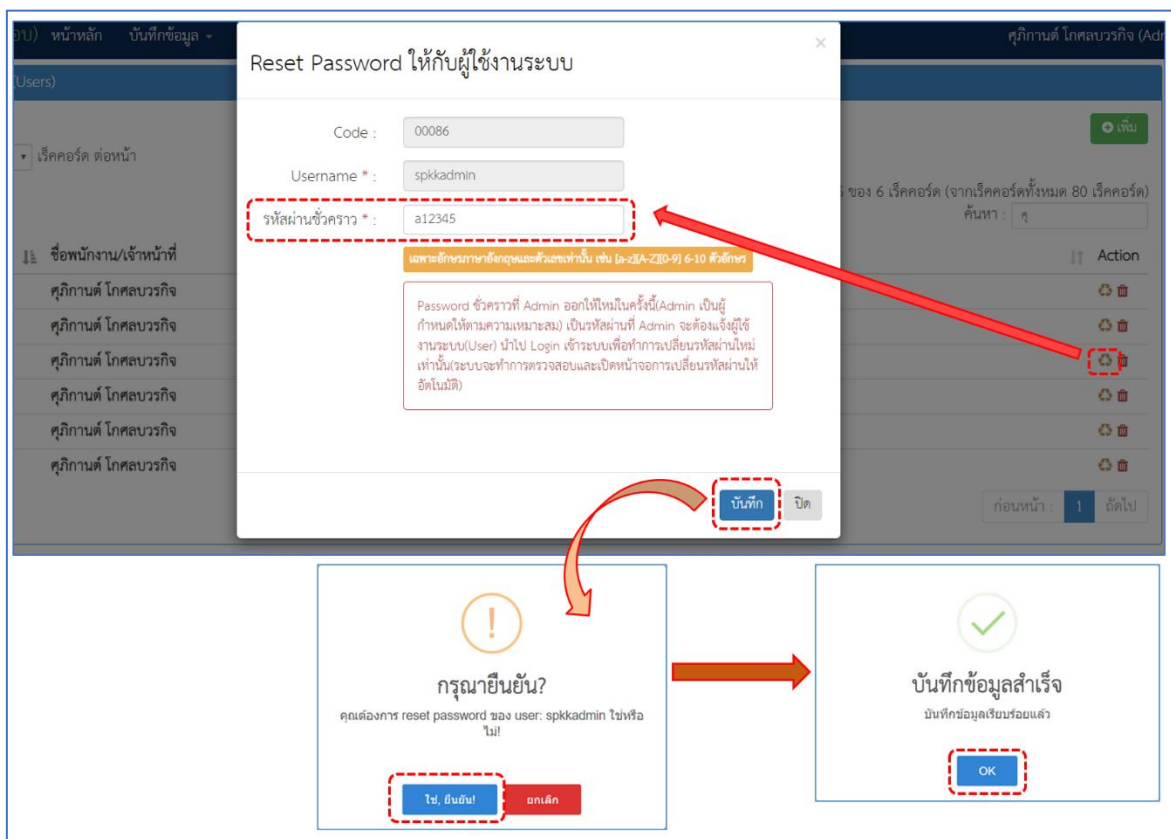 อบ) หน้าหลัก บันทึกข้อมูล
ศุภิกานต์ โกศลบวรกิจ (Adr
Reset Password ให้กับผู้ใช้งานระบบ
×
(Users)
เพิ่ม
เร็คคอร์ด ต่อหน้า
ของ 6 เร็คคอร์ด (จากเร็คคอร์ดทั้งหมด 80 เร็คคอร์ด)
ค้นหา : ศุ
Code : 00086
Username * : spkkadmin
รหัสผ่านชั่วคราว * : a12345
เฉพาะอักษรภาษาอังกฤษและตัวเลขเท่านั้น เช่น [a-z][A-Z][0-9] 6-10 ตัวอักษร
Password ชั่วคราวที่ Admin ออกให้ใหม่ในครั้งนี้(Admin เป็นผู้
กำหนดให้ตามความเหมาะสม) เป็นรหัสผ่านที่ Admin จะต้องแจ้งผู้ใช้
งานระบบ(User) นำไป Login เข้าระบบเพื่อทำการเปลี่ยนรหัสผ่านใหม่
เท่านั้น(ระบบจะทำการตรวจสอบและเปิดหน้าจอการเปลี่ยนรหัสผ่านให้
อัตโนมัติ)
ชื่อพนักงาน/เจ้าหน้าที่ Action
ศุภิกานต์ โกศลบวรกิจ
ศุภิกานต์ โกศลบวรกิจ
ศุภิกานต์ โกศลบวรกิจ
ศุภิกานต์ โกศลบวรกิจ
ศุภิกานต์ โกศลบวรกิจ
ศุภิกานต์ โกศลบวรกิจ
บันทึก ปิด
ก่อนหน้า : 1 ถัดไป
กรุณายืนยัน?
คุณต้องการ reset password ของ user: spkkadmin ใช่หรือ
ไม่!
ใช่, ยืนยัน! ยกเลิก
บันทึกข้อมูลสำเร็จ
บันทึกข้อมูลเรียบร้อยแล้ว
OK